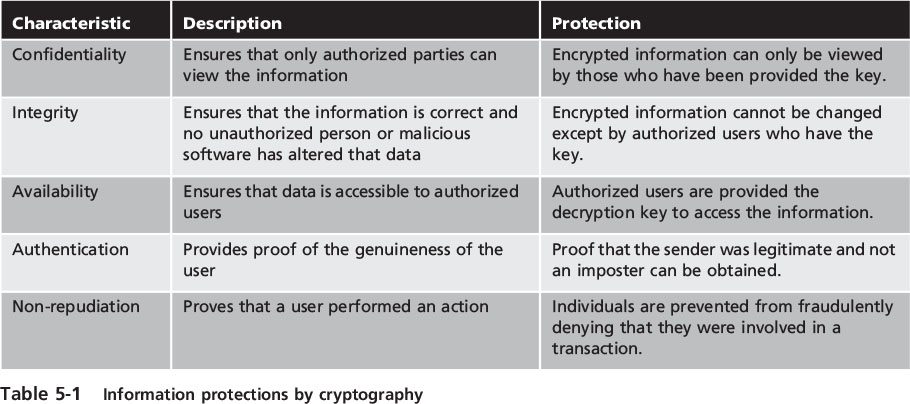 Characteristic Description Protection
Confidentiality Ensures that only authorized parties can Encrypted information can only be viewed
view the information by those who have been provided the key.
Integrity Ensures that the information is correct and Encrypted information cannot be changed
no unauthorized person or malicious except by authorized users who have the
software has altered that data key.
Availability Ensures that data is accessible to authorized Authorized users are provided the
users decryption key to access the information.
Authentication Provides proof of the genuineness of the Proof that the sender was legitimate and not
user an imposter can be obtained.
Non-repudiation Proves that a user performed an action Individuals are prevented from fraudulently
denying that they were involved in a
transaction.
Table 5-1 Information protections by cryptography